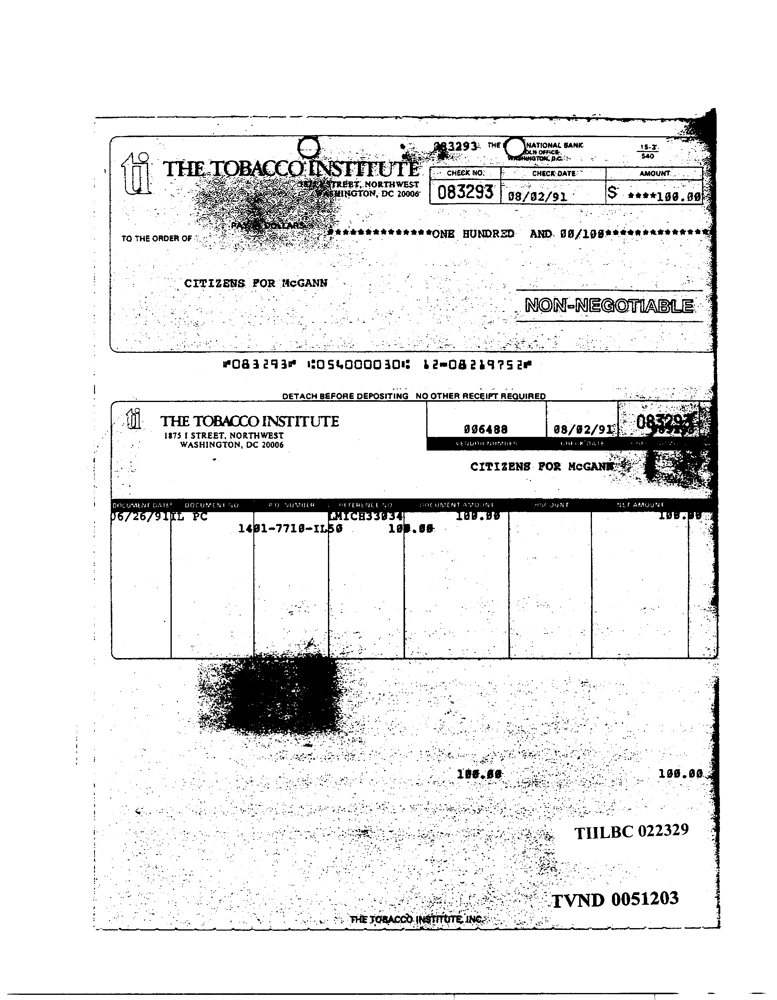 083293 THE NATIONAL BANK
OLN OFFICE
WASHINGTON, D.C.
15-3
540
ti THE TOBACCO INSTITUTE
1875 I STREET, NORTHWEST
WASHINGTON, DC 20006
CHECK NO. CHECK DATE AMOUNT
083293 08/02/91 $ ****100.00
PAY DOLLARS
TO THE ORDER OF **************ONE HUNDRED AND 00/100**************
CITIZENS FOR McGANN
NON-NEGOTIABLE
⑈083293⑈ ⑆054000030⑆ 12⑉08219752⑈
DETACH BEFORE DEPOSITING NO OTHER RECEIPT REQUIRED
ti THE TOBACCO INSTITUTE
1875 I STREET, NORTHWEST
WASHINGTON, DC 20006
006488 08/02/91 083293
VENDOR NUMBER CHECK DATE
CITIZENS FOR McGANN
DOCUMENT DATE DOCUMENT NO P.O. NUMBER REFERENCE NO DOCUMENT AMOUNT DISCOUNT NET AMOUNT
06/26/91 IL PC LMICH33034 100.00 100.00
1401-7710-IL50 100.00
100.00 100.00
TIILBC 022329
TVND 0051203
THE TOBACCO INSTITUTE, INC.